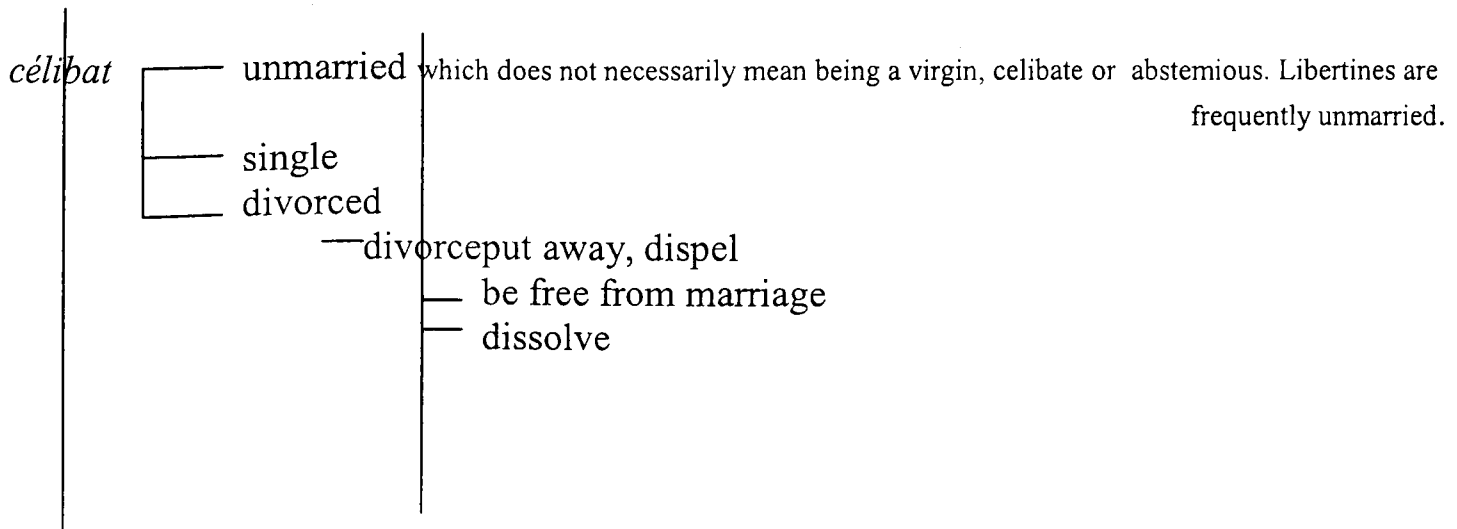 célibat unmarried which does not necessarily mean being a virgin, celibate or abstemious. Libertines are
frequently unmarried.
single
divorced
divorceput away, dispel
be free from marriage
dissolve